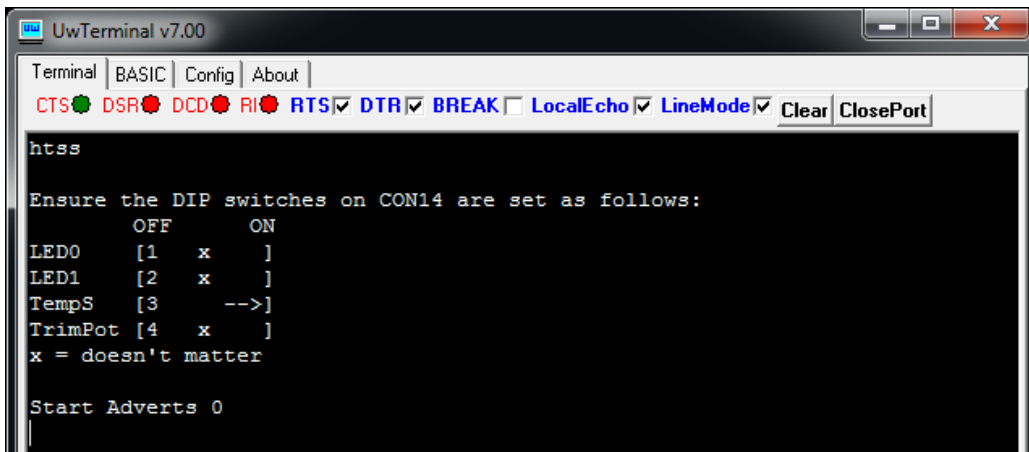 UwTerminal v7.00
Terminal BASIC Config About
CTS DSR DCD RI RTS DTR BREAK LocalEcho LineMode Clear ClosePort
htss
Ensure the DIP switches on CON14 are set as follows:
OFF ON
LED0 [1 x ]
LED1 [2 x ]
TempS [3 -->]
TrimPot [4 x ]
x = doesn't matter
Start Adverts 0